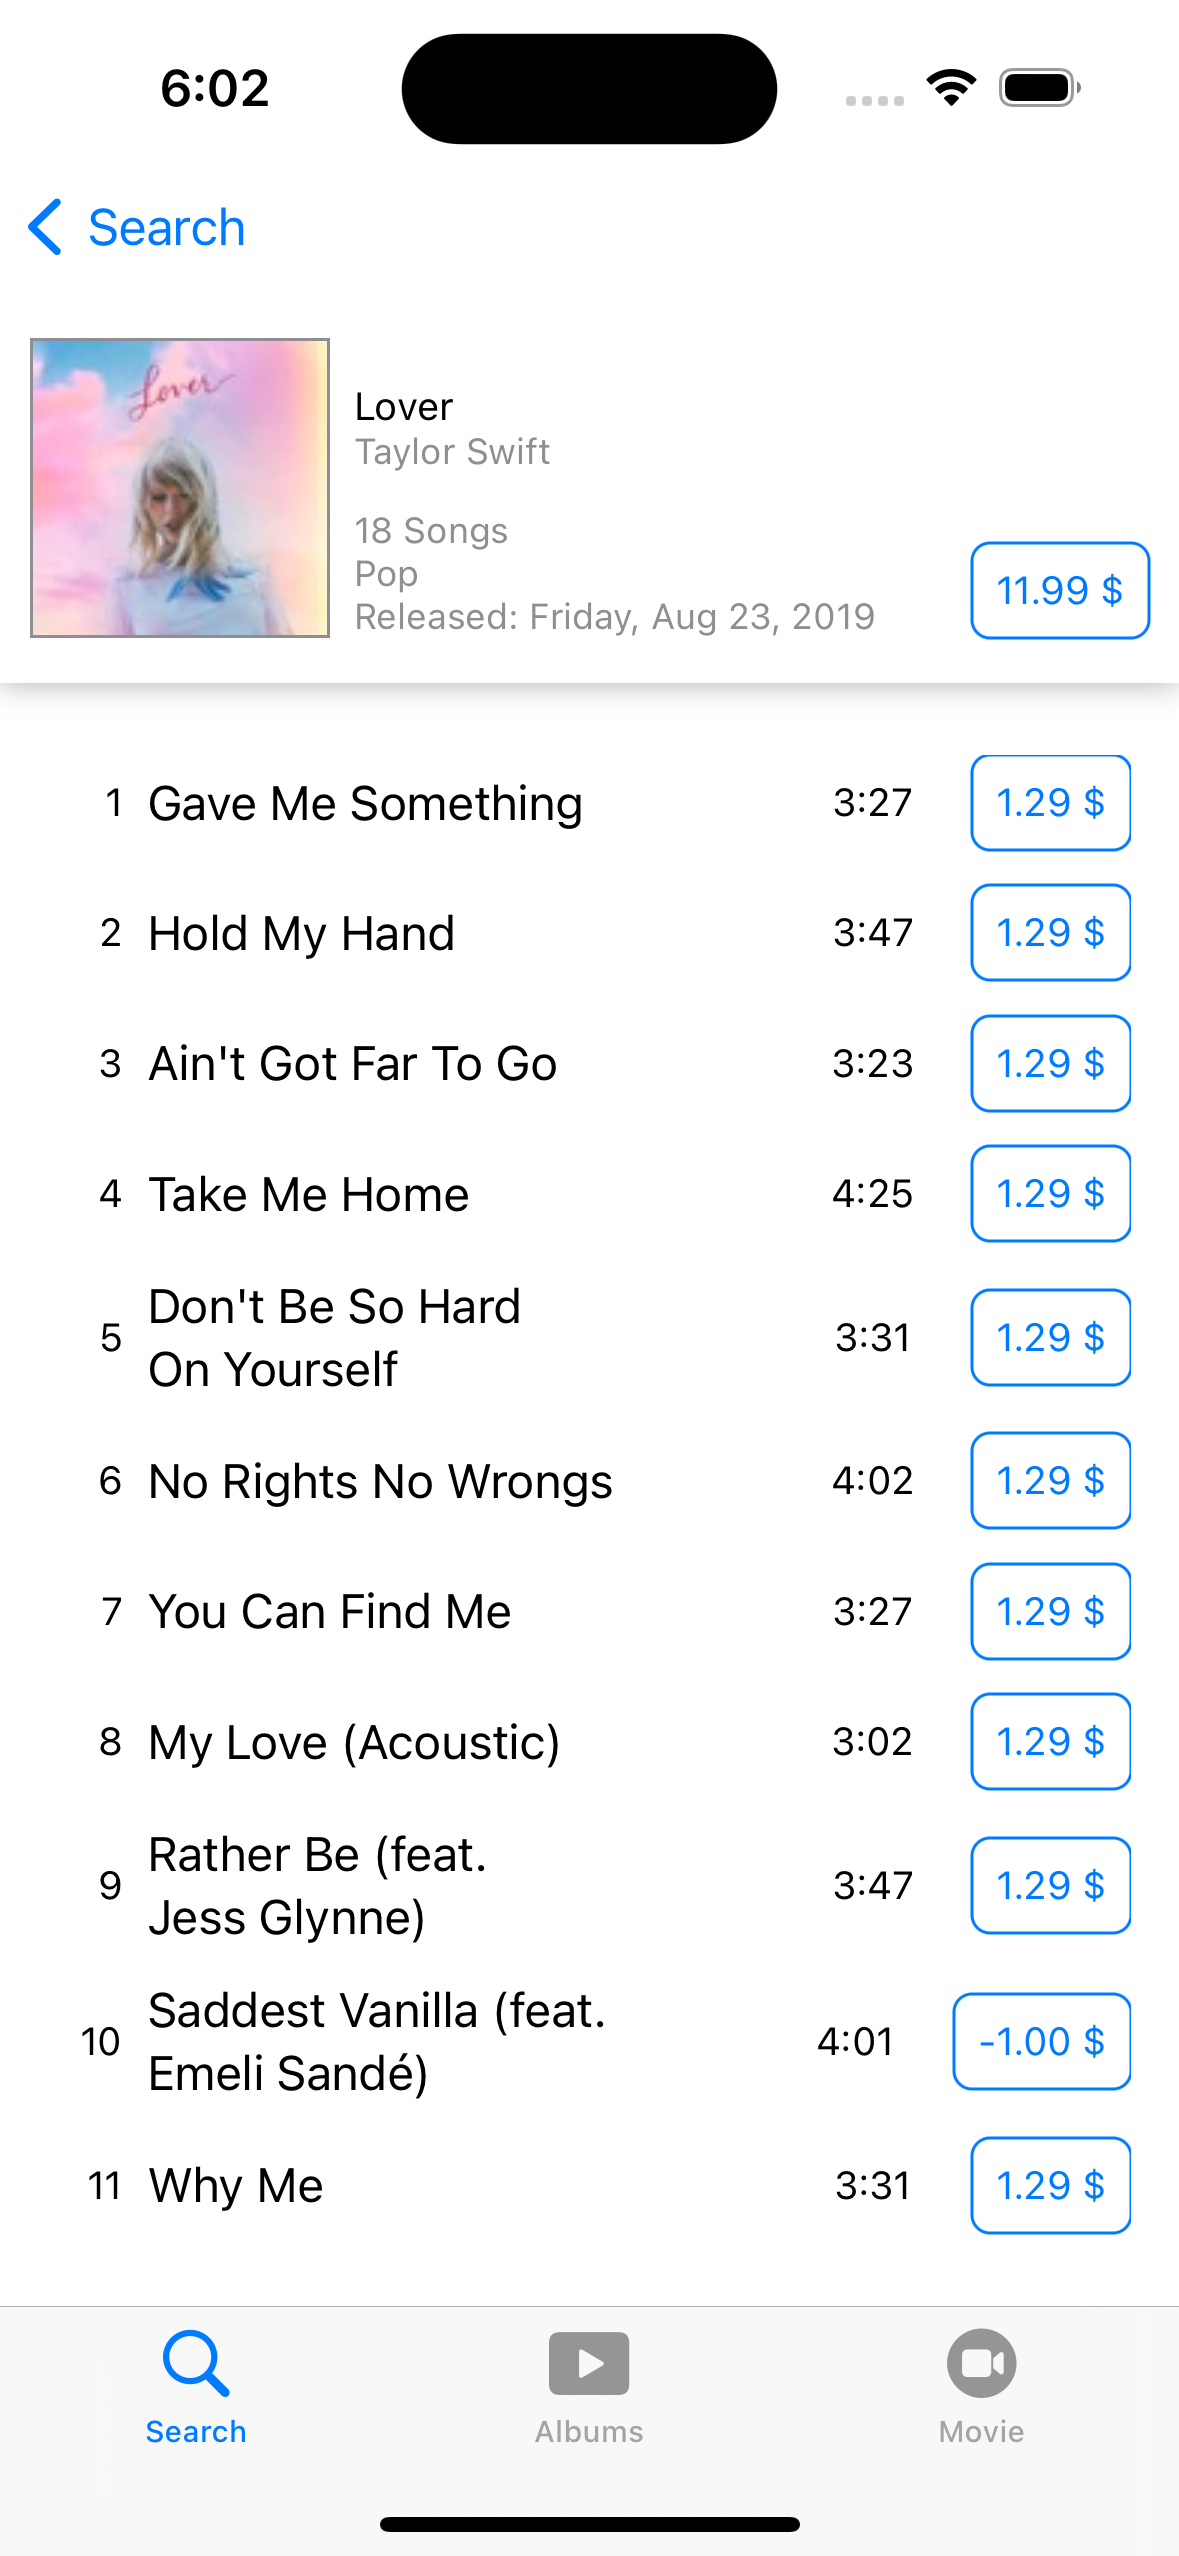 6:02
Search
Lover
Lover
Taylor Swift
18 Songs
Pop
Released: Friday, Aug 23, 2019
11.99 $
1 Gave Me Something 3:27 1.29 $
2 Hold My Hand 3:47 1.29 $
3 Ain't Got Far To Go 3:23 1.29 $
4 Take Me Home 4:25 1.29 $
Don't Be So Hard
5 3:31 1.29 $
On Yourself
6 No Rights No Wrongs 4:02 1.29 $
7 You Can Find Me 3:27 1.29 $
8 My Love (Acoustic) 3:02 1.29 $
Rather Be (feat.
9 3:47 1.29 $
Jess Glynne)
Saddest Vanilla (feat.
10 4:01 -1.00 $
Emeli Sandé)
11 Why Me 3:31 1.29 $
Search Albums Movie